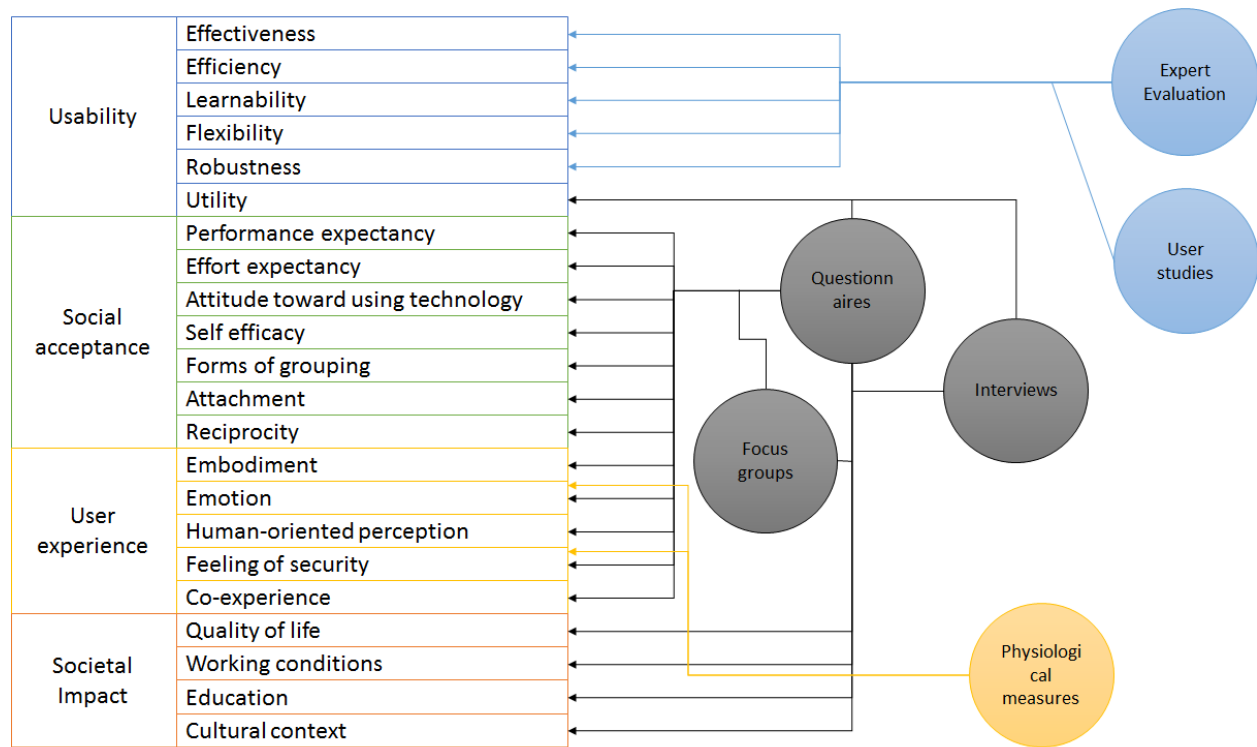 Usability
Effectiveness
Efficiency
Learnability
Flexibility
Robustness
Utility
Social
acceptance
Performance expectancy
Effort expectancy
Attitude toward using technology
Self efficacy
Forms of grouping
Attachment
Reciprocity
User
experience
Embodiment
Emotion
Human-oriented perception
Feeling of security
Co-experience
Societal
Impact
Quality of life
Working conditions
Education
Cultural context
Expert
Evaluation
User
studies
Questionn
aires
Interviews
Focus
groups
Physiologi
cal
measures